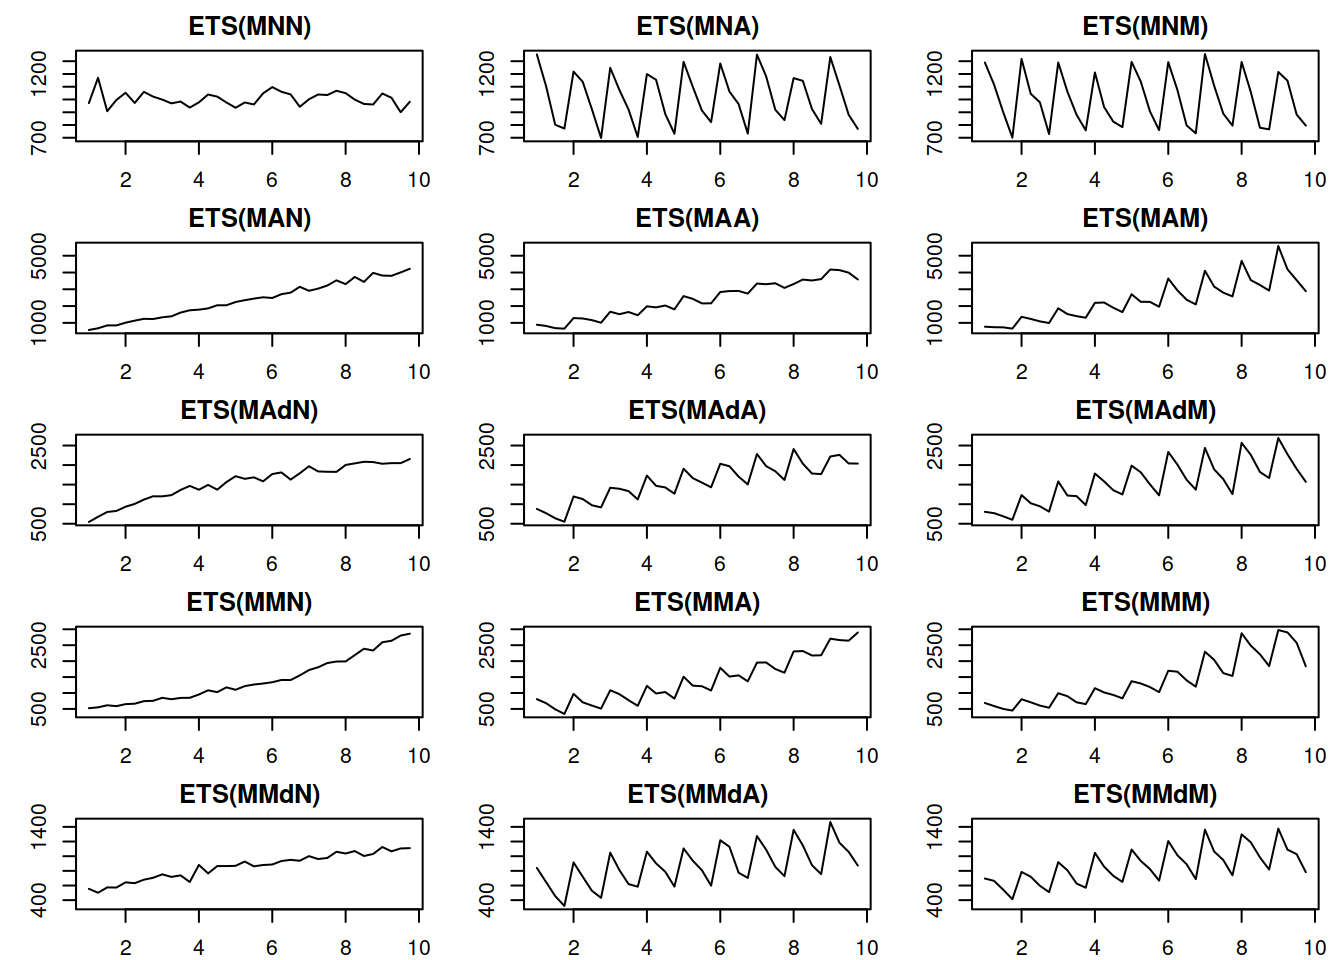 ETS(MNN) ETS(MNA) ETS(MNM)
700 1200 700 1200 700 1200
2 4 6 8 10 2 4 6 8 10 2 4 6 8 10
ETS(MAN) ETS(MAA) ETS(MAM)
1000 5000 1000 5000 1000 5000
2 4 6 8 10 2 4 6 8 10 2 4 6 8 10
ETS(MAdN) ETS(MAdA) ETS(MAdM)
500 2500 500 2500 500 2500
2 4 6 8 10 2 4 6 8 10 2 4 6 8 10
ETS(MMN) ETS(MMA) ETS(MMM)
500 2500 500 2500 500 2500
2 4 6 8 10 2 4 6 8 10 2 4 6 8 10
ETS(MMdN) ETS(MMdA) ETS(MMdM)
400 1400 400 1400 400 1400
2 4 6 8 10 2 4 6 8 10 2 4 6 8 10